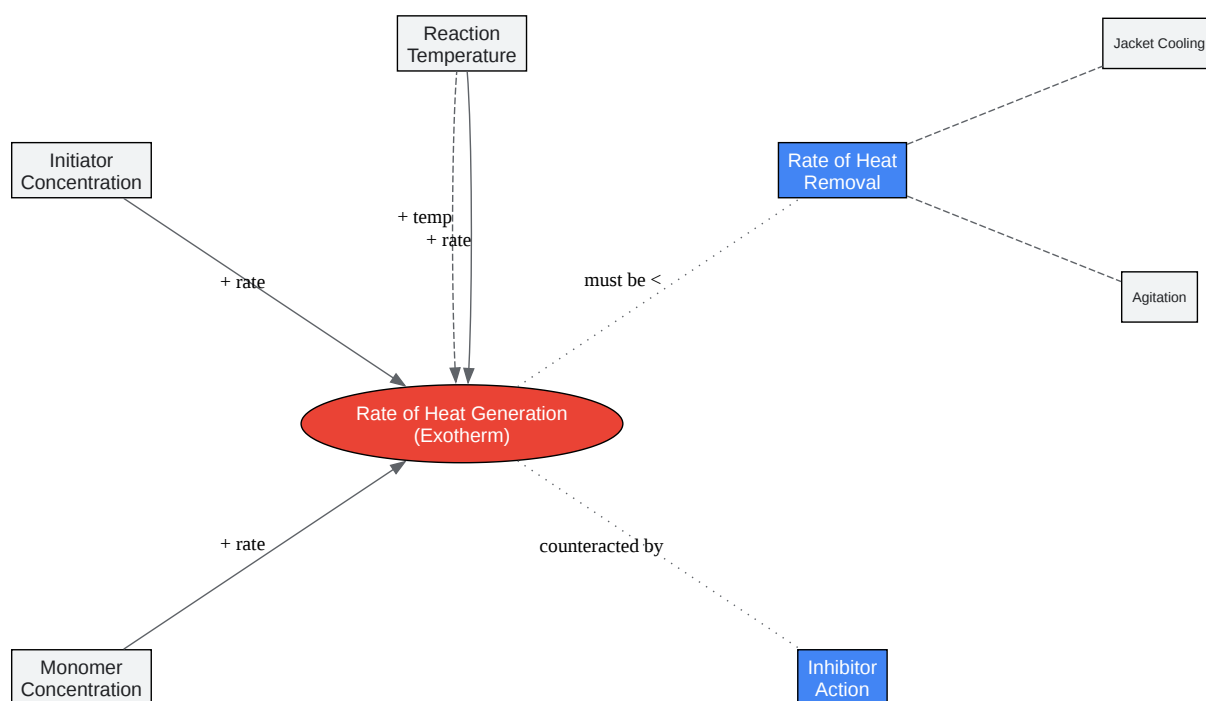 Reaction
Temperature
Jacket Cooling
Initiator
Concentration
Rate of Heat
Removal
+ temp
+ rate
+ rate
must be <
Agitation
Rate of Heat Generation
(Exotherm)
+ rate
counteracted by
Monomer
Concentration
Inhibitor
Action